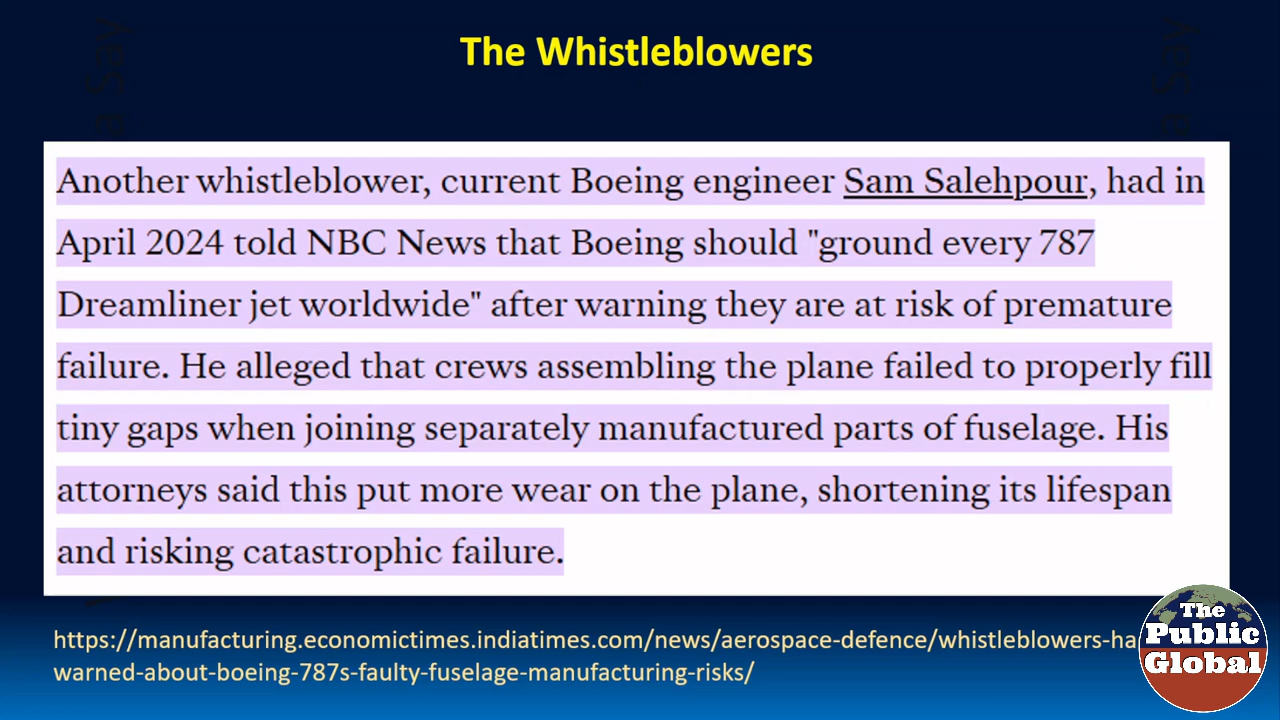 The Whistleblowers
Another whistleblower, current Boeing engineer Sam Salehpour, had in
April 2024 told NBC News that Boeing should "ground every 787
Dreamliner jet worldwide" after warning they are at risk of premature
failure. He alleged that crews assembling the plane failed to properly fill
tiny gaps when joining separately manufactured parts of fuselage. His
attorneys said this put more wear on the plane, shortening its lifespan
and risking catastrophic failure.
https://manufacturing.economictimes.indiatimes.com/news/aerospace-defence/whistleblowers-ha
warned-about-boeing-787s-faulty-fuselage-manufacturing-risks/
The
Public
Global